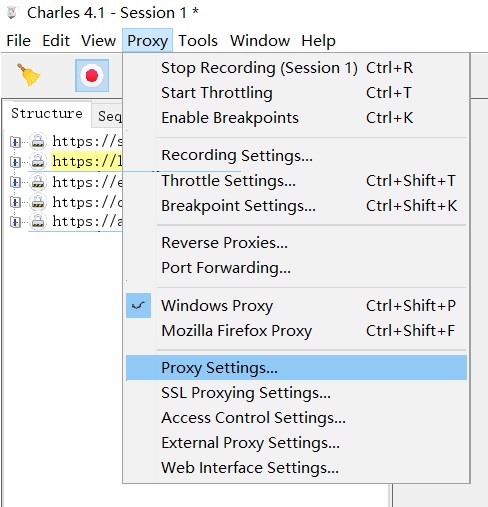 Charles 4.1 - Session 1 *
File Edit View Proxy Tools Window Help
Stop Recording (Session 1) Ctrl+R
Start Throttling Ctrl+T
Enable Breakpoints Ctrl+K
Structure Seq
Recording Settings...
https://s
https://l
Throttle Settings... Ctrl+Shift+T
https://e
Breakpoint Settings... Ctrl+Shift+K
https://
https://a
Reverse Proxies...
Port Forwarding...
Windows Proxy Ctrl+Shift+P
Mozilla Firefox Proxy Ctrl+Shift+F
Proxy Settings...
SSL Proxying Settings...
Access Control Settings...
External Proxy Settings...
Web Interface Settings...